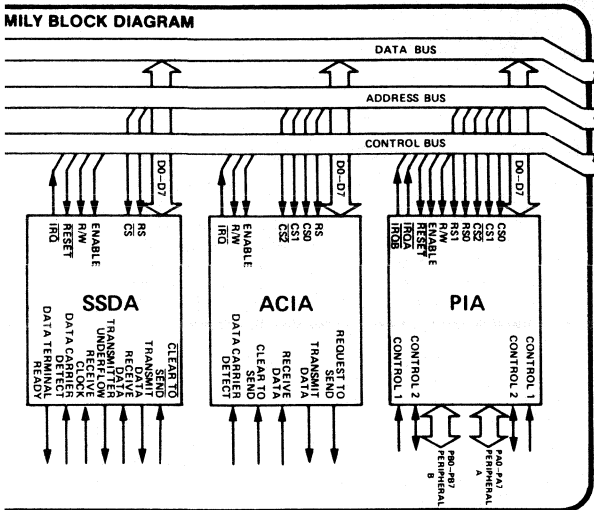 MILY BLOCK DIAGRAM
DATA BUS
ADDRESS BUS
CONTROL BUS
D0–D7
D0–D7
D0–D7
IRQ
RESET
R/W
ENABLE
CS
RS
SSDA
DATA TERMINAL
READY
DATA CARRIER
DETECT
RECEIVE
CLOCK
TRANSMITTER
UNDERFLOW
RECEIVE
DATA
TRANSMIT
DATA
CLEAR TO
SEND
IRQ
R/W
ENABLE
CS2
CS1
CS0
RS
ACIA
DATA CARRIER
DETECT
CLEAR TO
SEND
RECEIVE
DATA
TRANSMIT
DATA
REQUEST TO
SEND
IRQB
IRQA
RESET
ENABLE
R/W
RS1
RS0
CS2
CS1
CS0
PIA
CONTROL 1
CONTROL 2
PB0–PB7
PERIPHERAL
B
PA0–PA7
PERIPHERAL
A
CONTROL 2
CONTROL 1